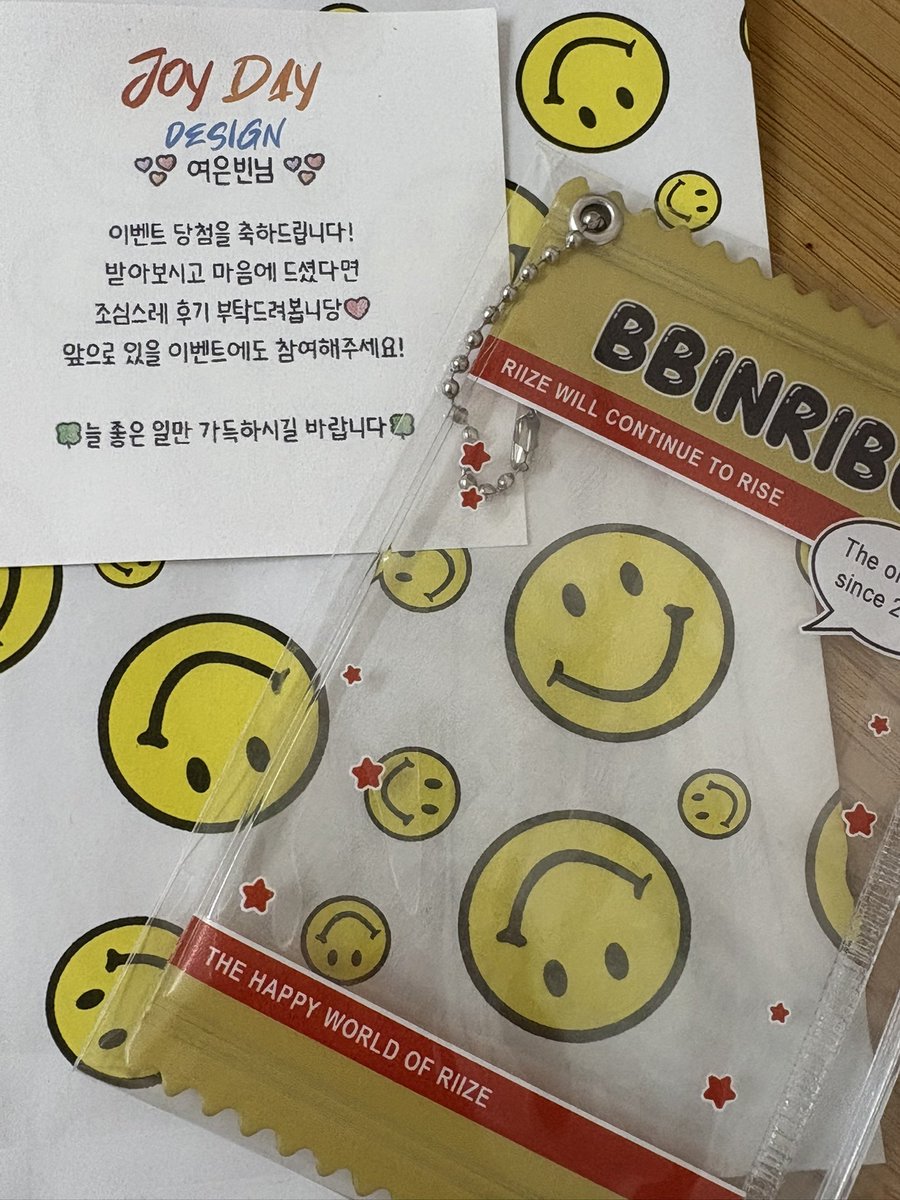 JOY DAY
DESIGN
여은빈님
이벤트 당첨을 축하드립니다!
받아보시고 마음에 드셨다면
조심스레 후기 부탁드려봅니당
앞으로 있을 이벤트에도 참여해주세요!
늘 좋은 일만 가득하시길 바랍니다
BBINRIB
RIIZE WILL CONTINUE TO RISE
The
since
THE HAPPY WORLD OF RIIZE